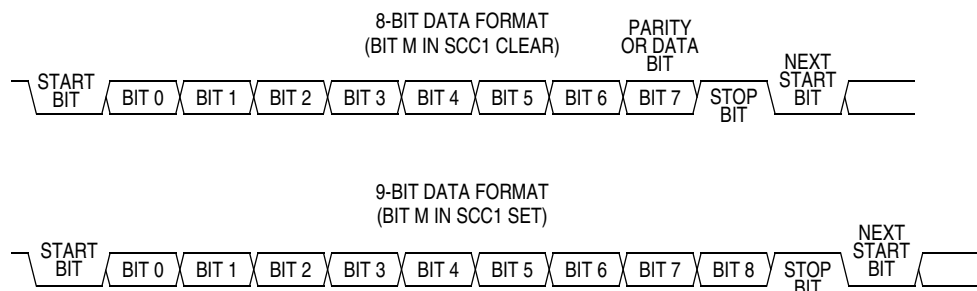 8-BIT DATA FORMAT
(BIT M IN SCC1 CLEAR)
PARITY
OR DATA
BIT
START
BIT
BIT 0
BIT 1
BIT 2
BIT 3
BIT 4
BIT 5
BIT 6
BIT 7
STOP
BIT
NEXT
START
BIT
9-BIT DATA FORMAT
(BIT M IN SCC1 SET)
START
BIT
BIT 0
BIT 1
BIT 2
BIT 3
BIT 4
BIT 5
BIT 6
BIT 7
BIT 8
STOP
BIT
NEXT
START
BIT